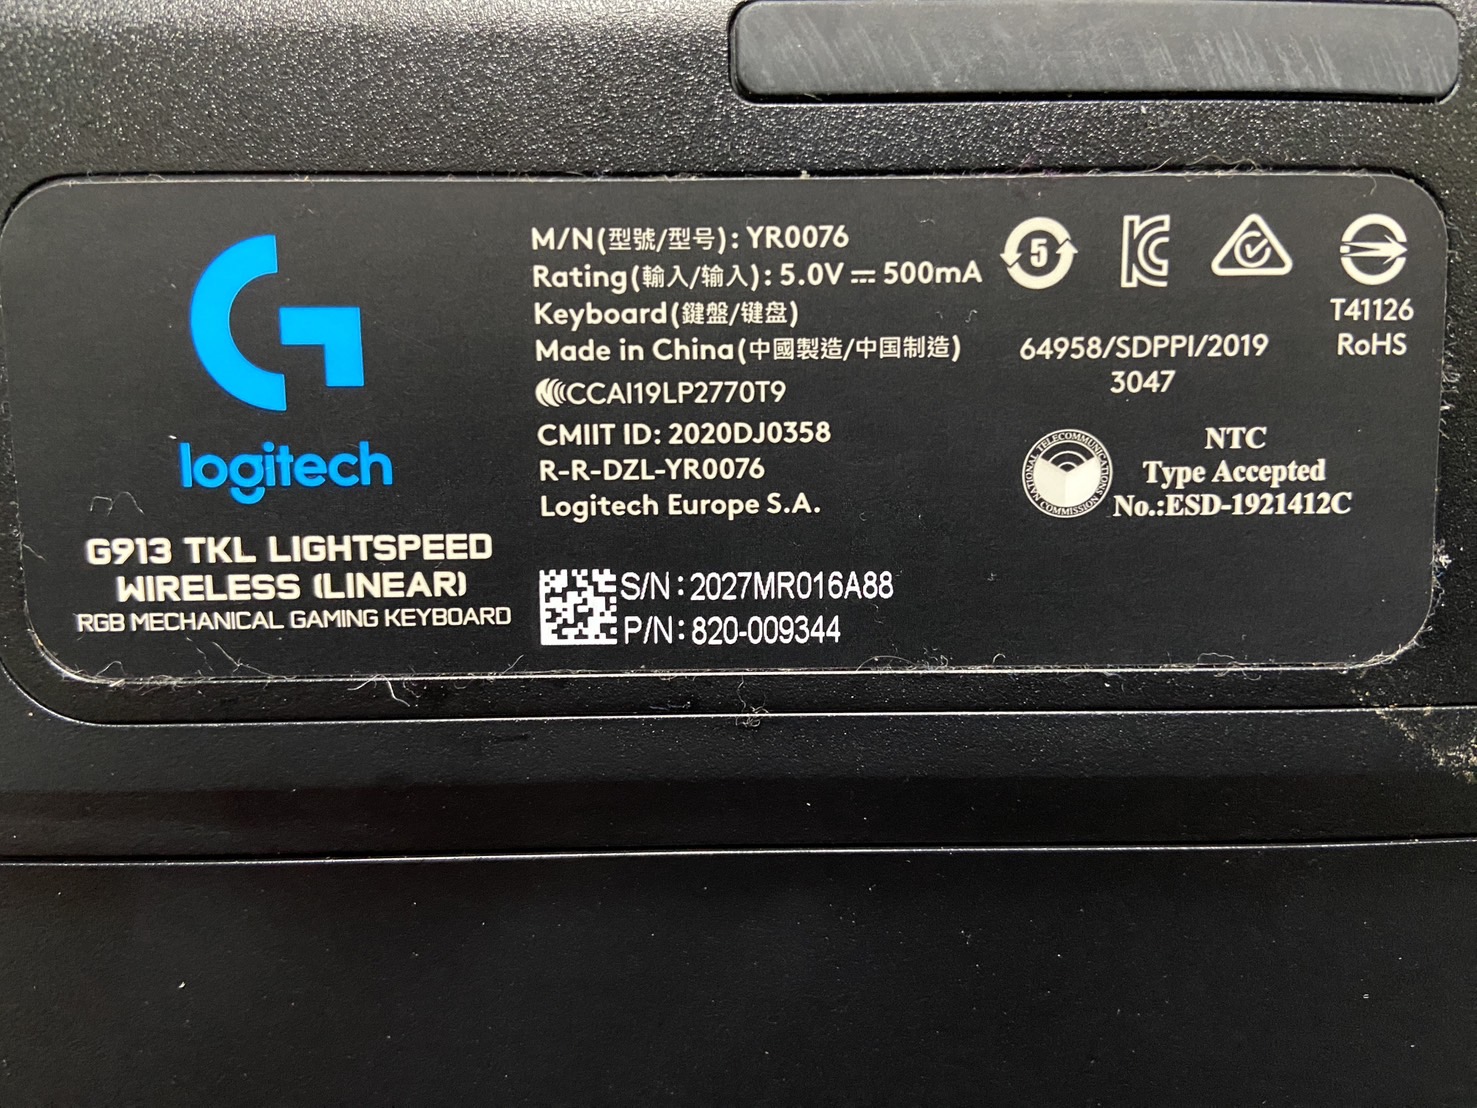 G
logitech
G913 TKL LIGHTSPEED
WIRELESS (LINEAR)
RGB MECHANICAL GAMING KEYBOARD
M/N(型號/型号): YR0076
Rating(輸入/输入): 5.0V ⎓ 500mA
Keyboard(鍵盤/键盘)
Made in China(中國製造/中国制造)
CCAI19LP2770T9
CMIIT ID: 2020DJ0358
R-R-DZL-YR0076
Logitech Europe S.A.
S/N: 2027MR016A88
P/N: 820-009344
5
T41126
RoHS
64958/SDPPI/2019
3047
NATIONAL TELECOMMUNICATIONS COMMISSION
NTC
Type Accepted
No.:ESD-1921412C